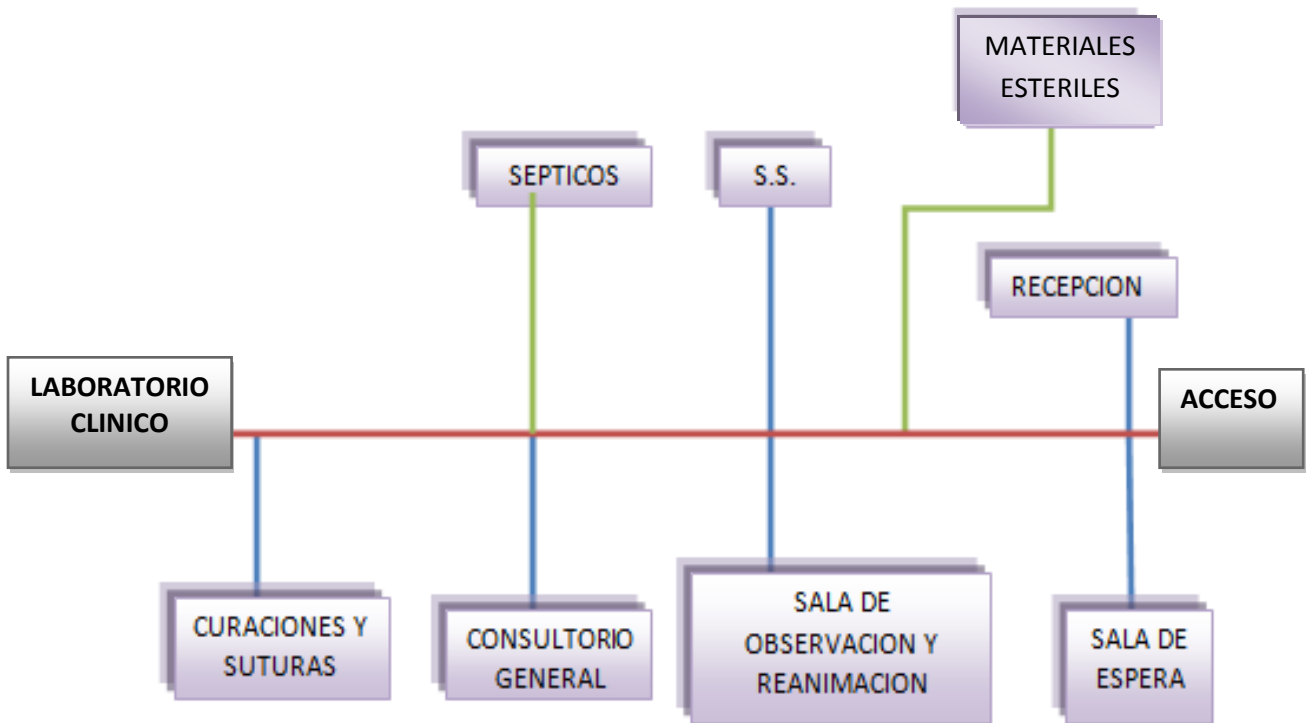 MATERIALES
ESTERILES
SEPTICOS
S.S.
RECEPCION
LABORATORIO
CLINICO
ACCESO
CURACIONES Y
SUTURAS
CONSULTORIO
GENERAL
SALA DE
OBSERVACION Y
REANIMACION
SALA DE
ESPERA